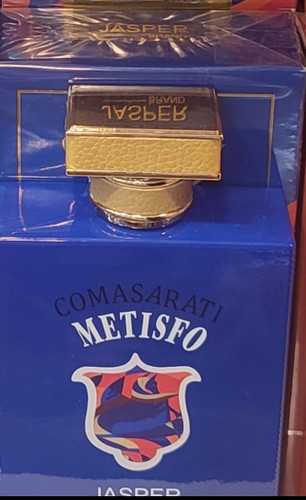 JASPER
BRAND
JASPER
COMASARATI
METISFO
JASPER